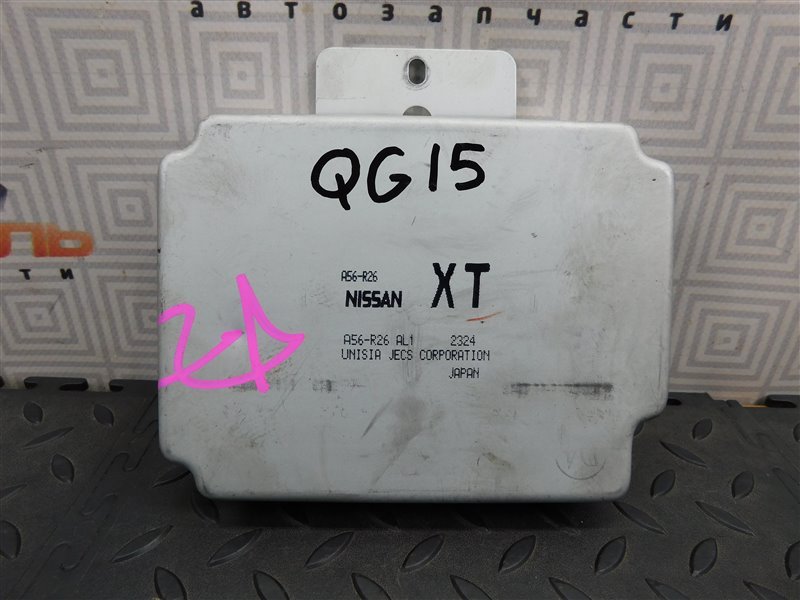 автозапчасти
QG15
A56-R26
NISSAN XT
A56-R26 AL1 2324
UNISIA JECS CORPORATION
JAPAN